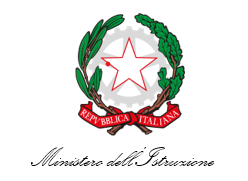 REPVBBLICA ITALIANA
Ministero dell'Istruzione